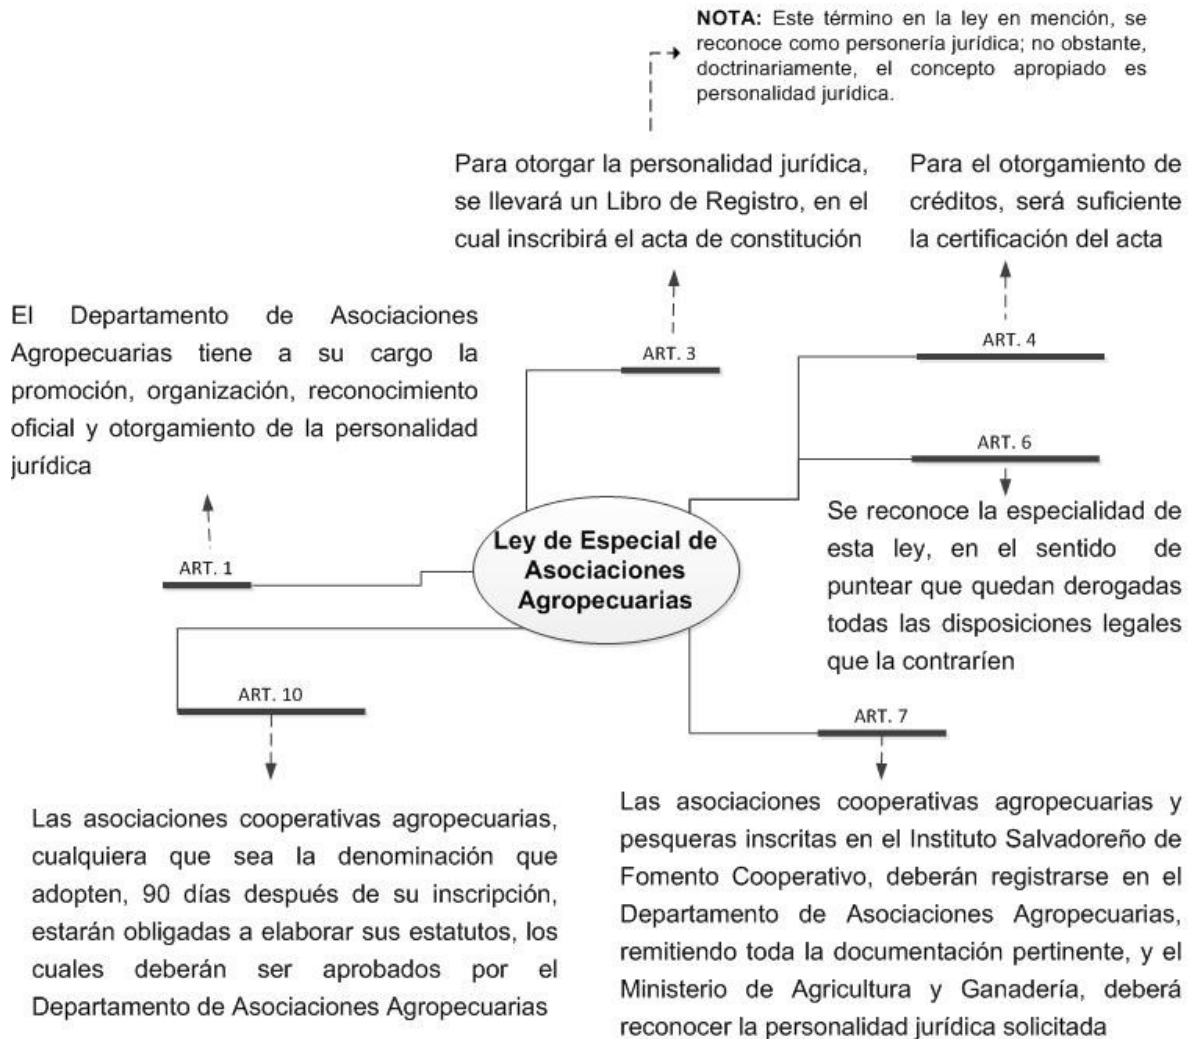 NOTA: Este término en la ley en mención, se
reconoce como personería jurídica; no obstante,
doctrinariamente, el concepto apropiado es
personalidad jurídica.
Para otorgar la personalidad jurídica,
se llevará un Libro de Registro, en el
cual inscribirá el acta de constitución
Para el otorgamiento de
créditos, será suficiente
la certificación del acta
ART. 3
ART. 4
El Departamento de Asociaciones
Agropecuarias tiene a su cargo la
promoción, organización, reconocimiento
oficial y otorgamiento de la personalidad
jurídica
ART. 6
Se reconoce la especialidad de
esta ley, en el sentido de
puntear que quedan derogadas
todas las disposiciones legales
que la contraríen
Ley de Especial de
Asociaciones
Agropecuarias
ART. 1
ART. 10
ART. 7
Las asociaciones cooperativas agropecuarias,
cualquiera que sea la denominación que
adopten, 90 días después de su inscripción,
estarán obligadas a elaborar sus estatutos, los
cuales deberán ser aprobados por el
Departamento de Asociaciones Agropecuarias
Las asociaciones cooperativas agropecuarias y
pesqueras inscritas en el Instituto Salvadoreño de
Fomento Cooperativo, deberán registrarse en el
Departamento de Asociaciones Agropecuarias,
remitiendo toda la documentación pertinente, y el
Ministerio de Agricultura y Ganadería, deberá
reconocer la personalidad jurídica solicitada